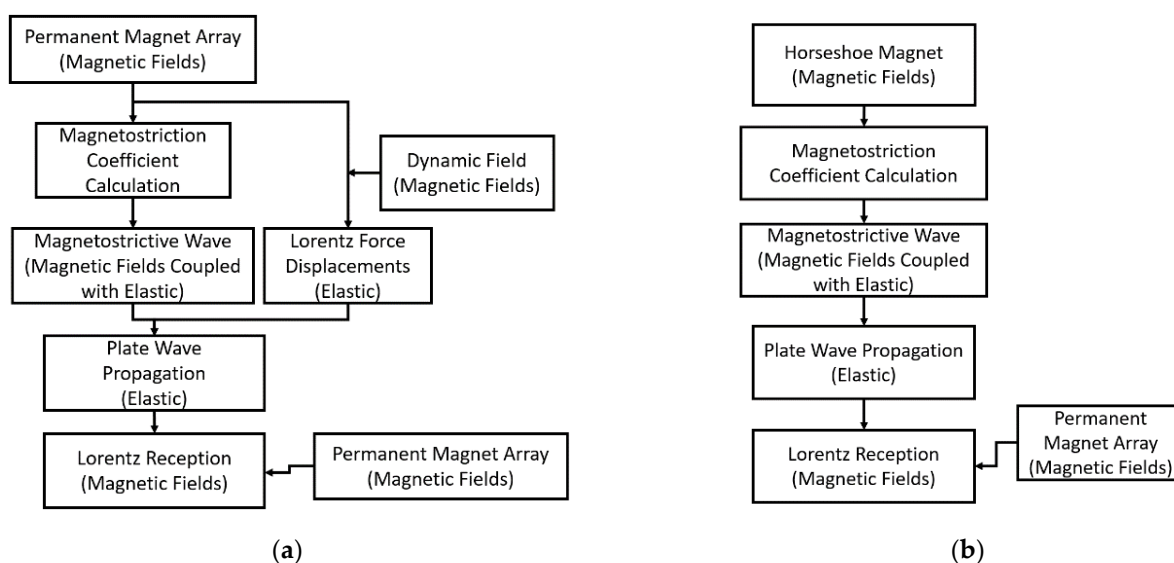 Permanent Magnet Array
(Magnetic Fields)
Magnetostriction
Coefficient
Calculation
Dynamic Field
(Magnetic Fields)
Magnetostrictive Wave
(Magnetic Fields Coupled
with Elastic)
Lorentz Force
Displacements
(Elastic)
Plate Wave
Propagation
(Elastic)
Lorentz Reception
(Magnetic Fields)
Permanent Magnet Array
(Magnetic Fields)
(a)
Horseshoe Magnet
(Magnetic Fields)
Magnetostriction
Coefficient Calculation
Magnetostrictive Wave
(Magnetic Fields Coupled
with Elastic)
Plate Wave Propagation
(Elastic)
Lorentz Reception
(Magnetic Fields)
Permanent
Magnet Array
(Magnetic Fields)
(b)